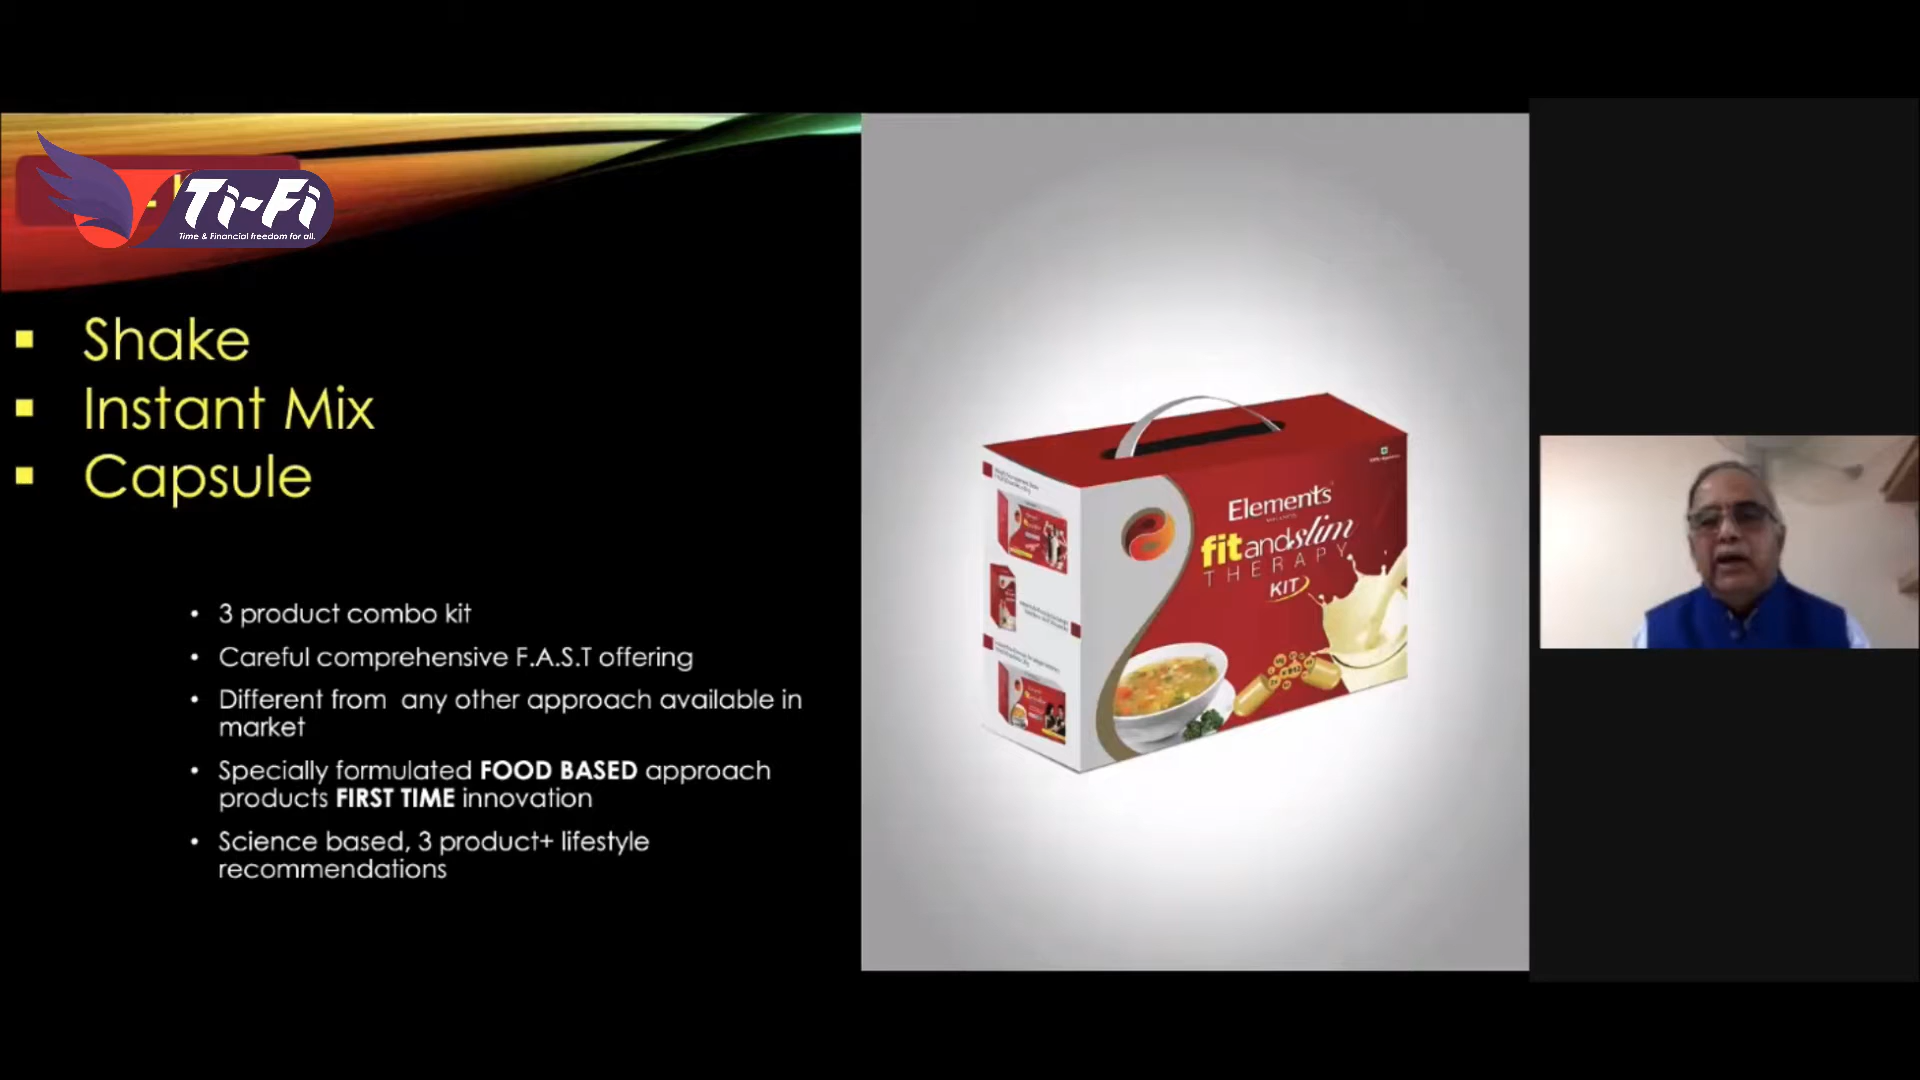 Ti-Fi
Time & Financial freedom for all.
Shake
Instant Mix
Capsule
• 3 product combo kit
• Careful comprehensive F.A.S.T offering
• Different from any other approach available in
market
• Specially formulated FOOD BASED approach
products FIRST TIME innovation
• Science based, 3 product+ lifestyle
recommendations
Elements
fit and slim
THERAPY
KIT